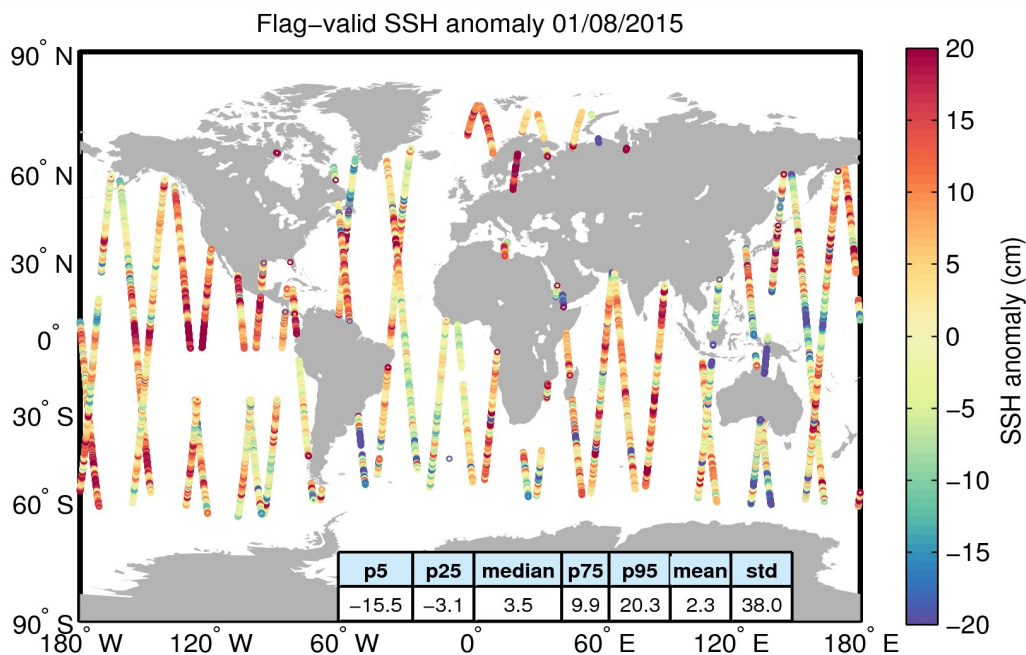 Flag−valid SSH anomaly 01/08/2015
90° N
60° N
30° N
0°
30° S
60° S
90° S
180° W
120° W
60° W
0°
60° E
120° E
180° E
p5 p25 median p75 p95 mean std
−15.5 −3.1 3.5 9.9 20.3 2.3 38.0
20
15
10
5
0
−5
−10
−15
−20
SSH anomaly (cm)